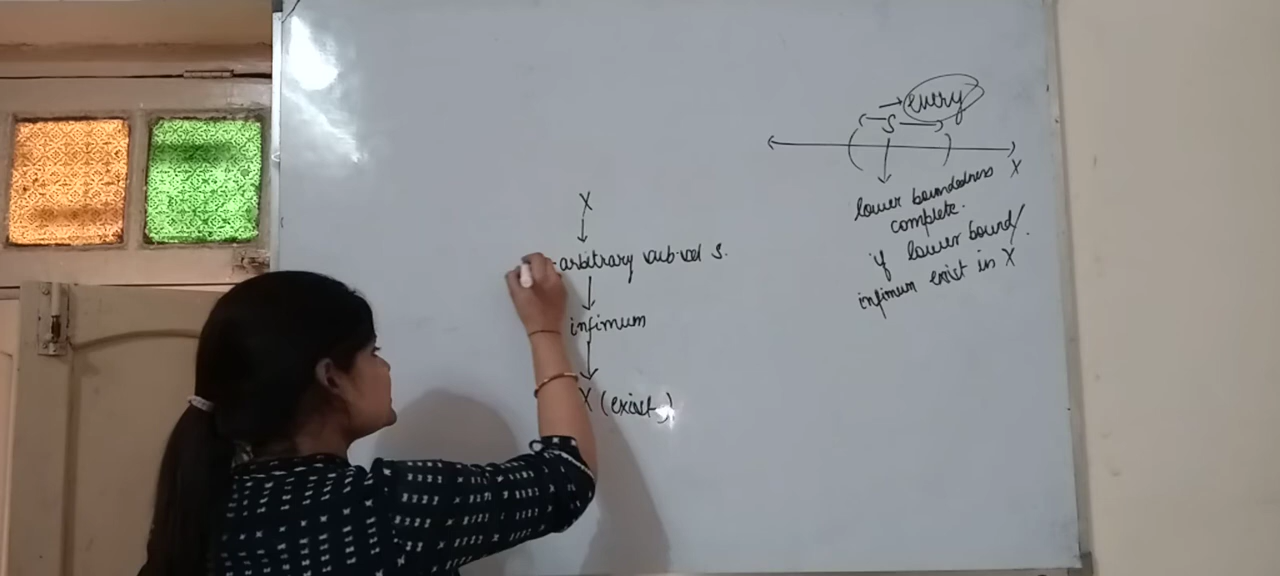 X
arbitrary sub-set S.
infimum
X (exist)
→ every
S
X
lower boundedness
complete.
if lower bound/
infimum exist in X